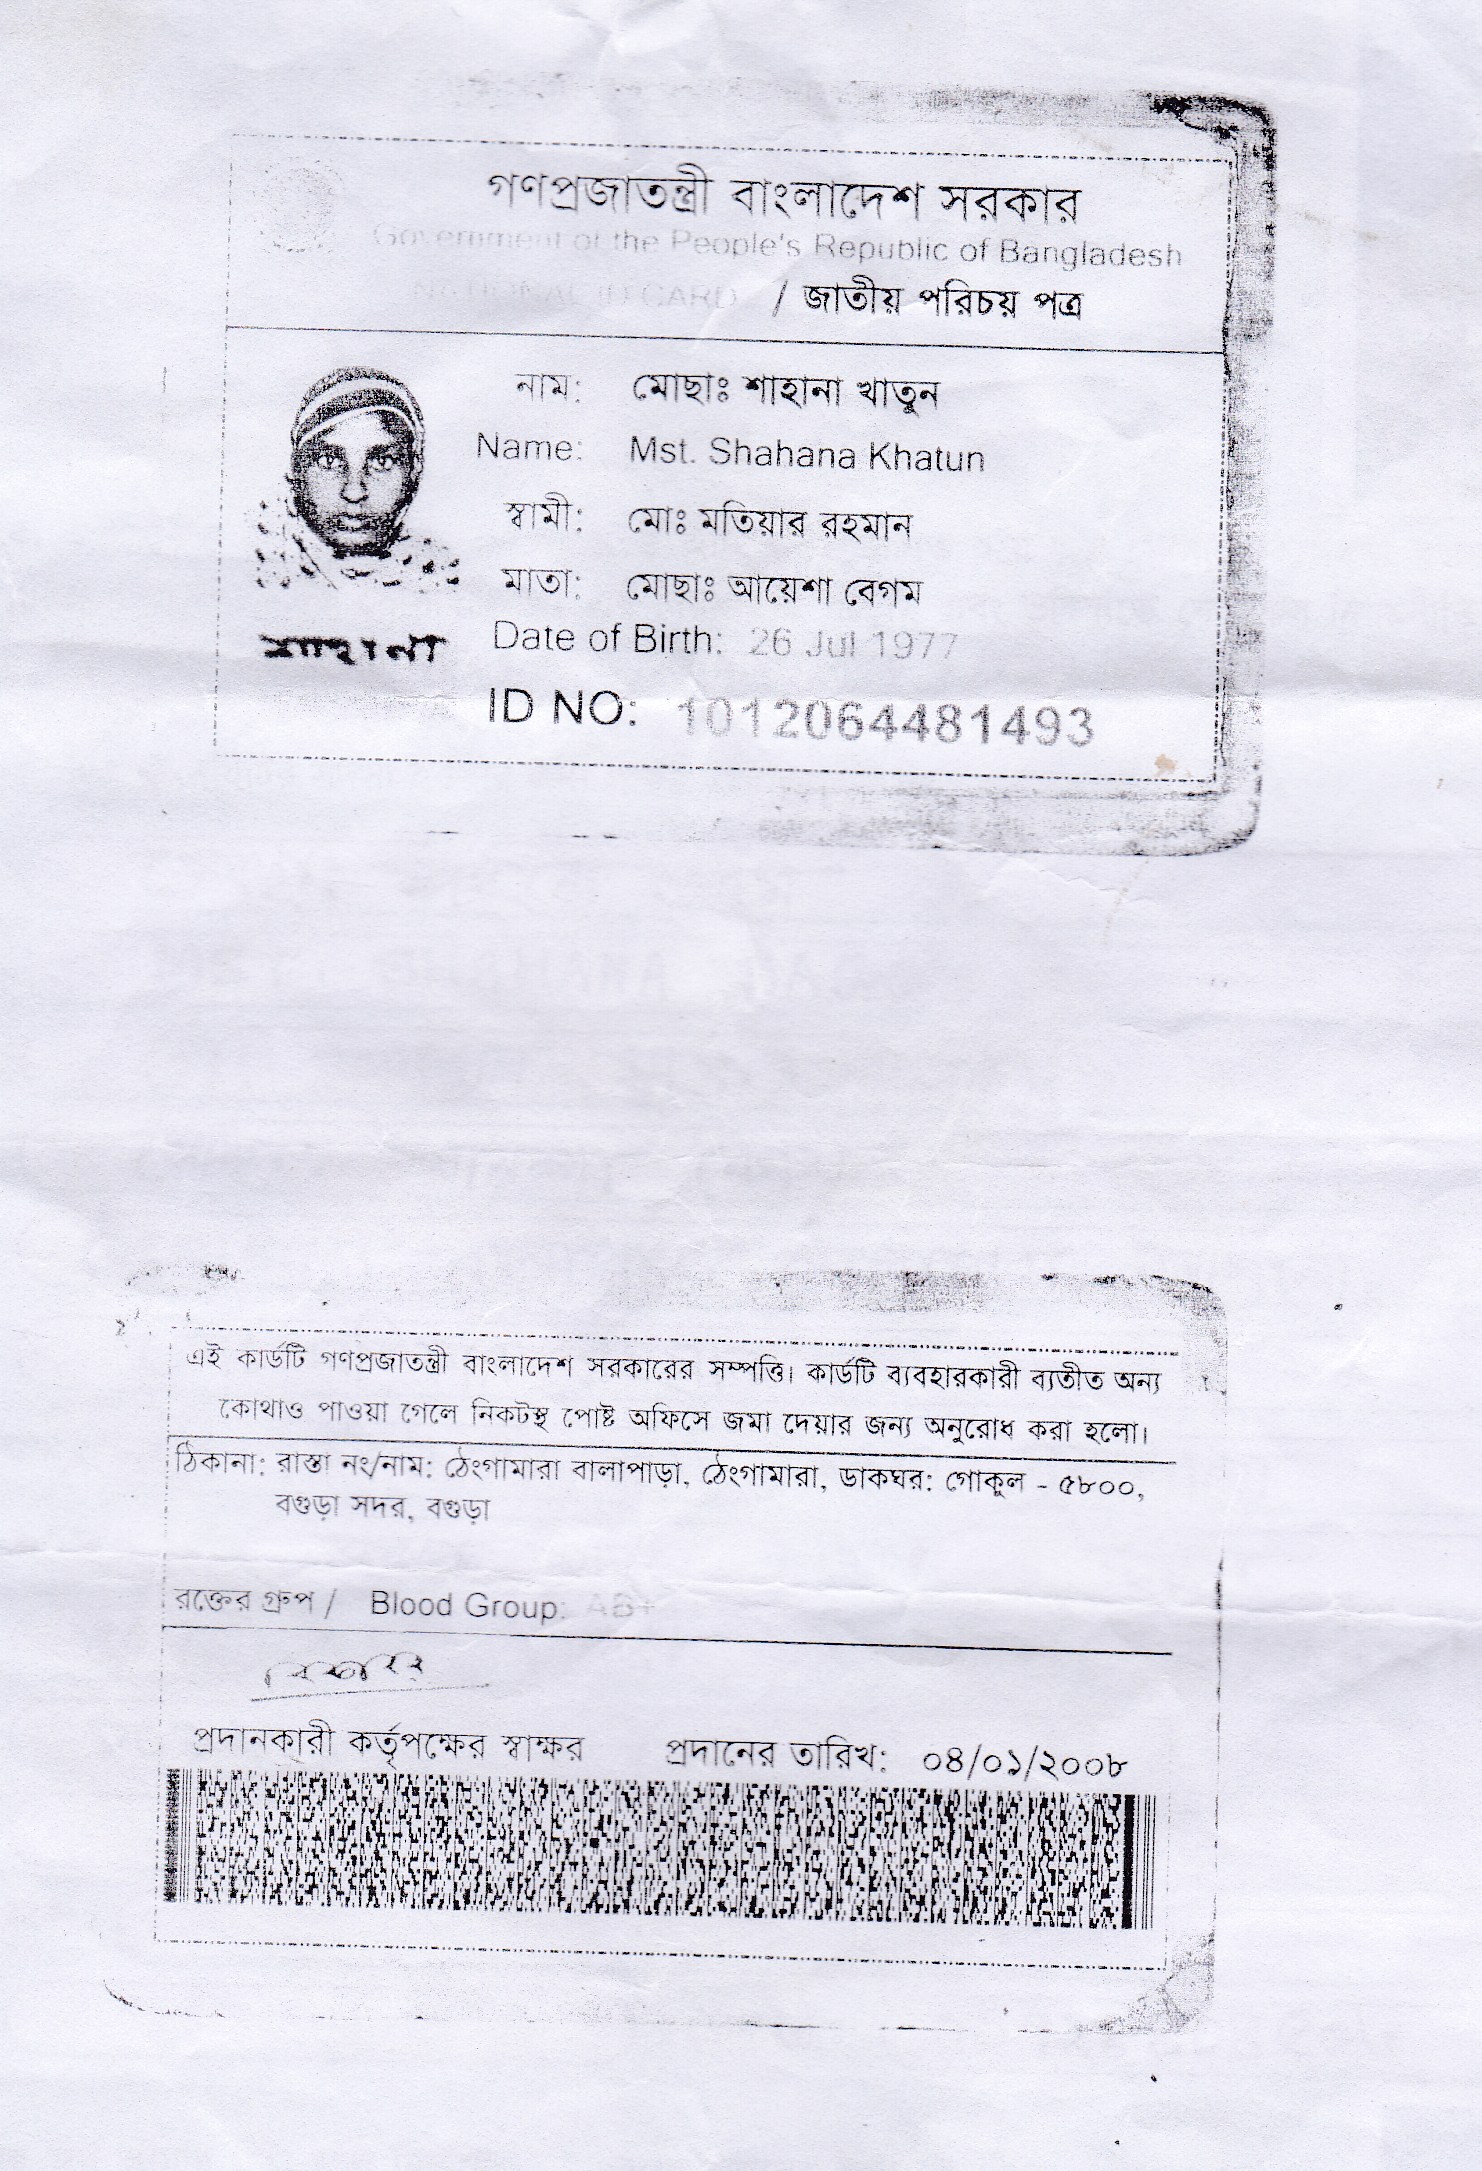 গণপ্রজাতন্ত্রী বাংলাদেশ সরকার
Government of the People's Republic of Bangladesh
NATIONAL ID CARD / জাতীয় পরিচয় পত্র
নাম: মোছাঃ শাহানা খাতুন
Name: Mst. Shahana Khatun
স্বামী: মোঃ মতিয়ার রহমান
মাতা: মোছাঃ আয়েশা বেগম
Date of Birth: 26 Jul 1977
শাহানা
ID NO: 1012064481493
এই কার্ডটি গণপ্রজাতন্ত্রী বাংলাদেশ সরকারের সম্পত্তি। কার্ডটি ব্যবহারকারী ব্যতীত অন্য
কোথাও পাওয়া গেলে নিকটস্থ পোষ্ট অফিসে জমা দেয়ার জন্য অনুরোধ করা হলো।
ঠিকানা: রাস্তা নং/নাম: ঠেংগামারা বালাপাড়া, ঠেংগামারা, ডাকঘর: গোকুল - ৫৮০০,
বগুড়া সদর, বগুড়া
রক্তের গ্রুপ / Blood Group: AB+
প্রদানকারী কর্তৃপক্ষের স্বাক্ষর প্রদানের তারিখ: ০৪/০১/২০০৮